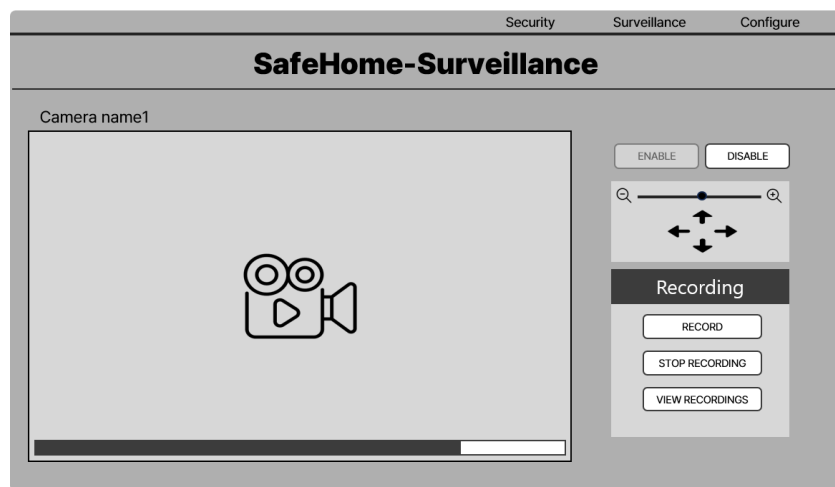 Security Surveillance Configure
SafeHome-Surveillance
Camera name1
ENABLE DISABLE
Recording
RECORD
STOP RECORDING
VIEW RECORDINGS